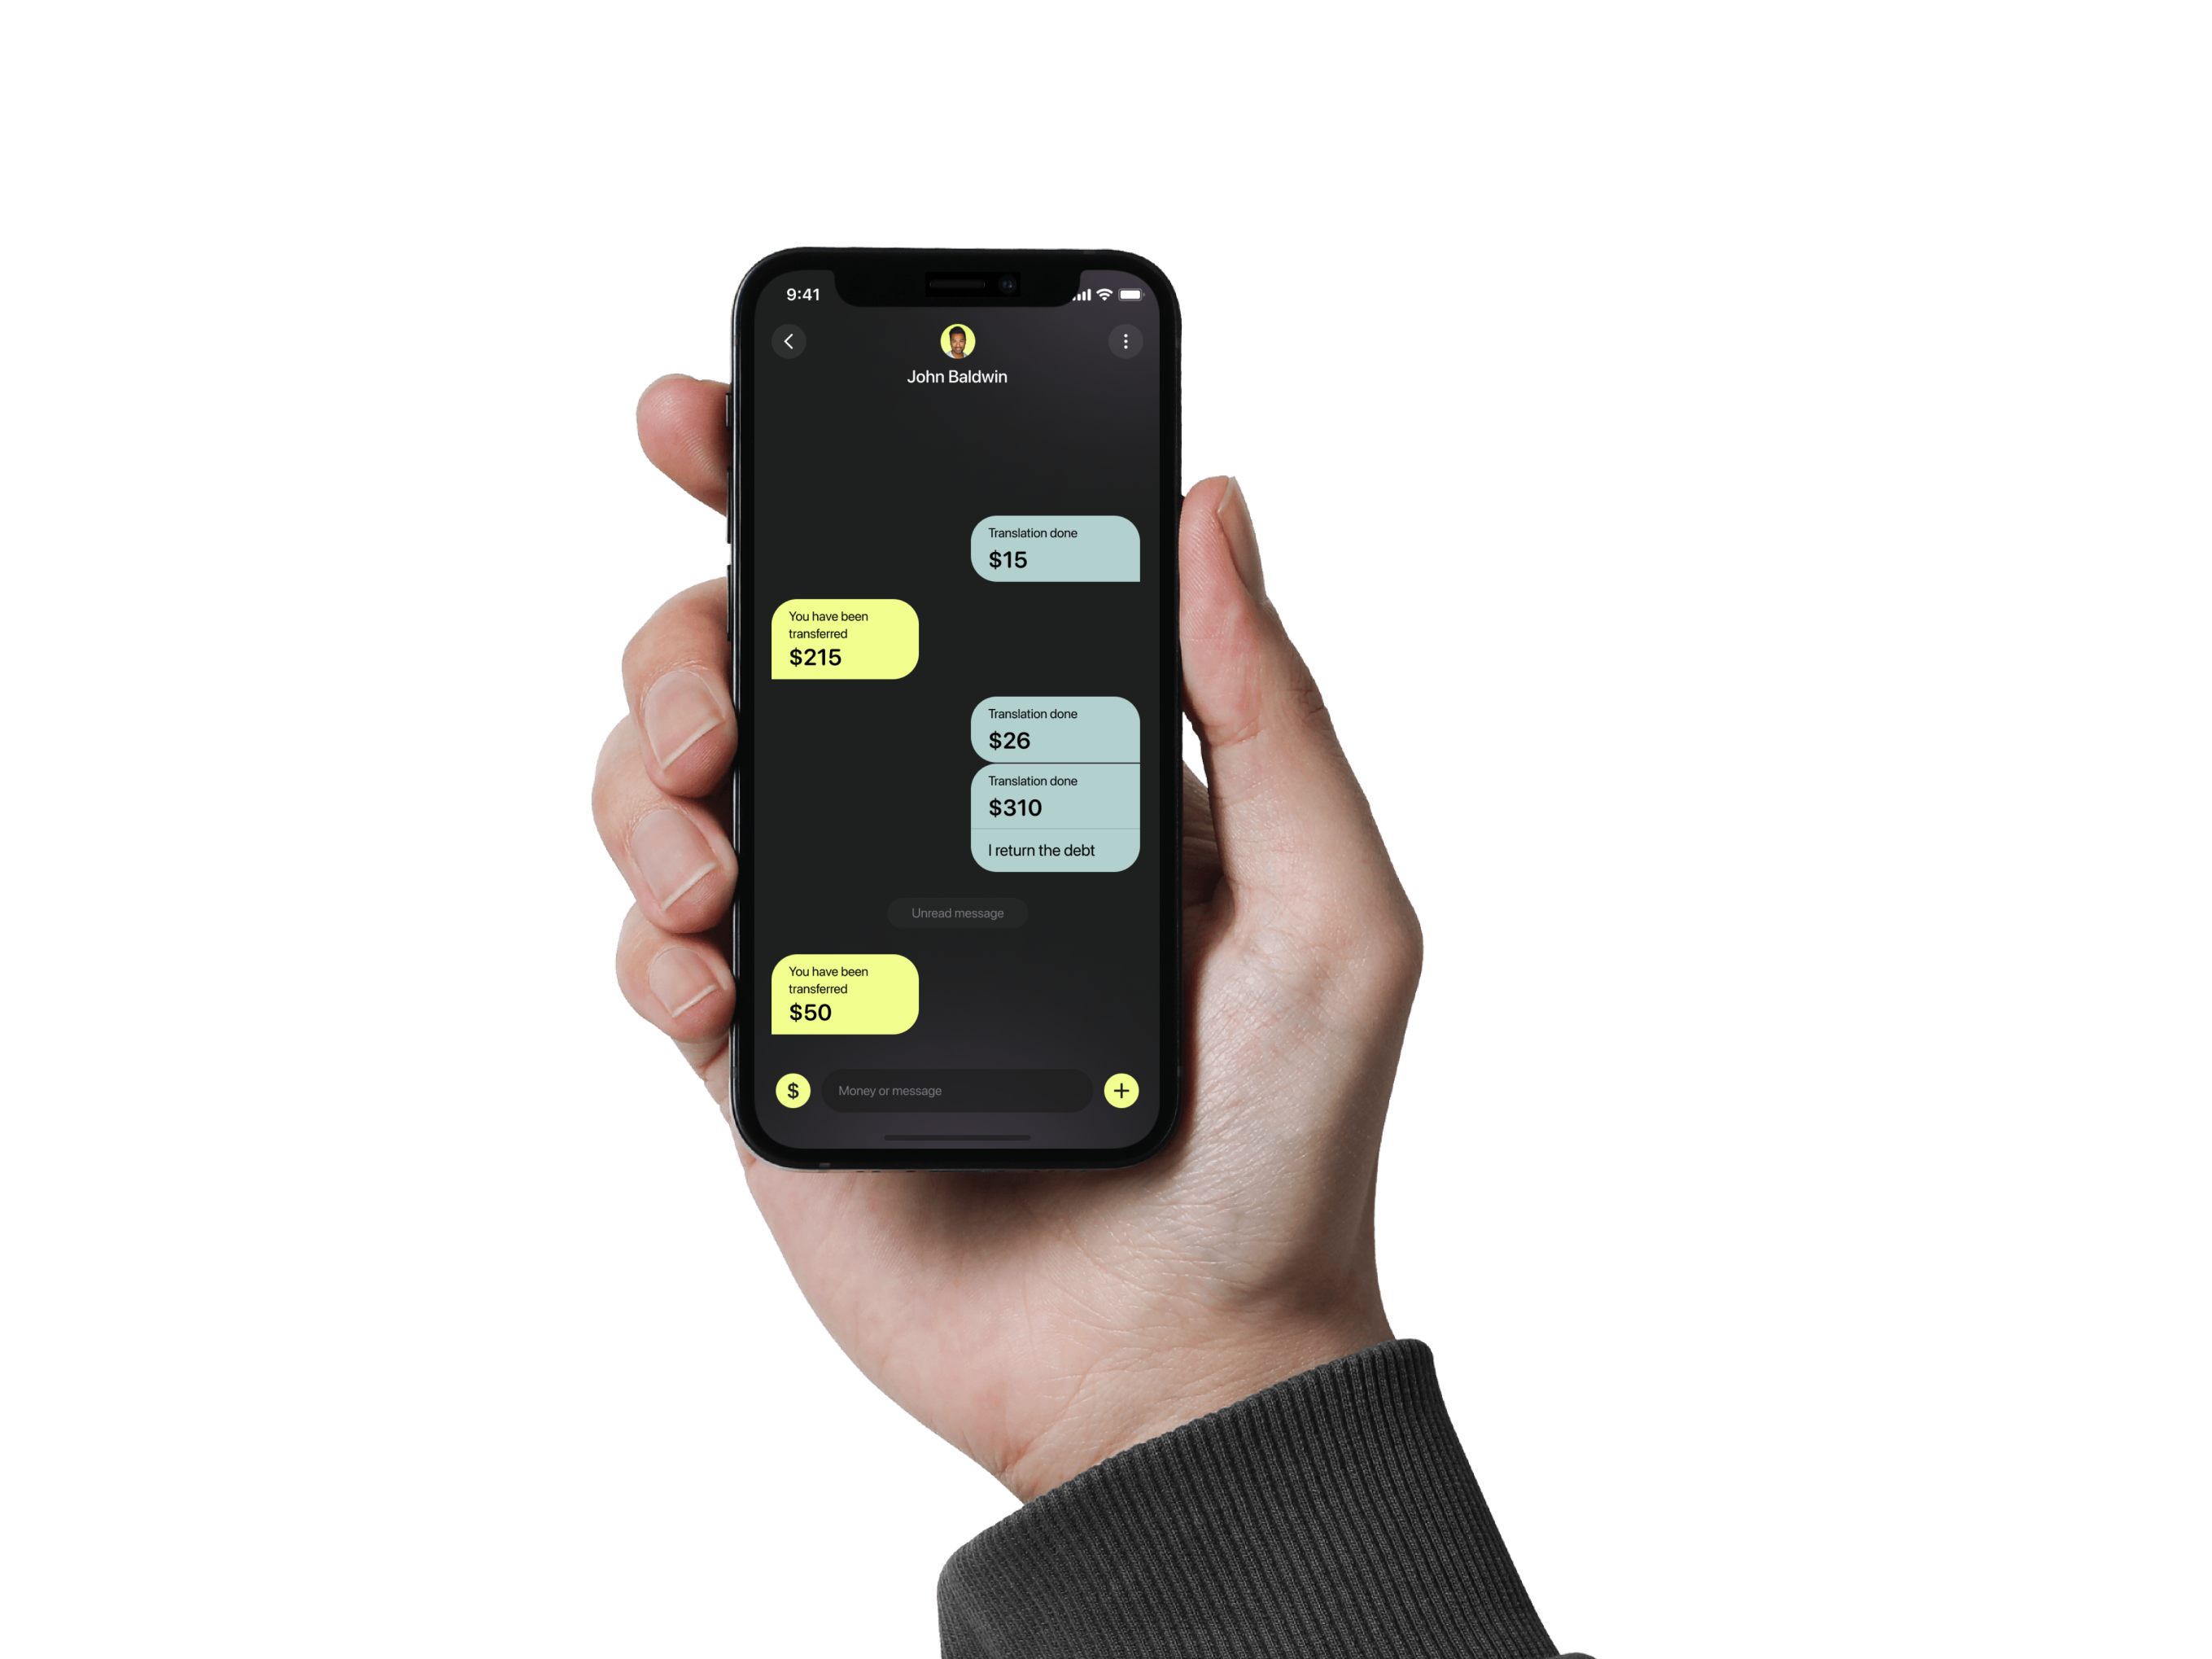 9:41
John Baldwin
Translation done
$15
You have been
transferred
$215
Translation done
$26
Translation done
$310
I return the debt
Unread message
You have been
transferred
$50
$
Money or message
+